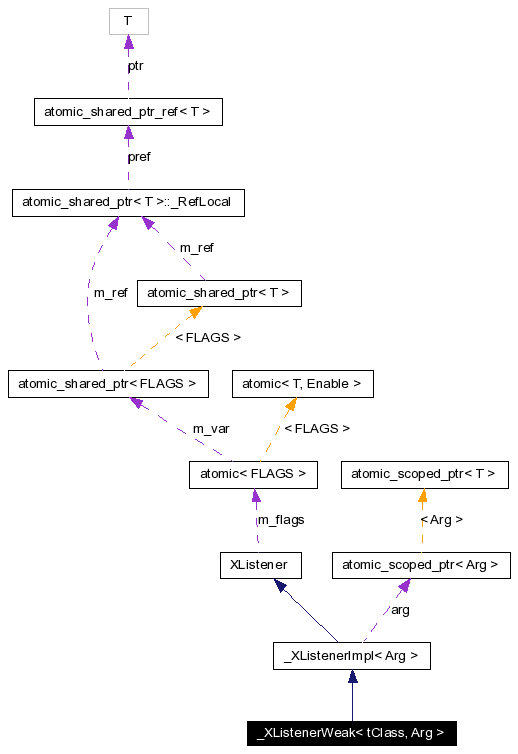 T
ptr
atomic_shared_ptr_ref< T >
pref
atomic_shared_ptr< T >::_RefLocal
m_ref
m_ref
atomic_shared_ptr< T >
< FLAGS >
atomic_shared_ptr< FLAGS >
atomic< T, Enable >
m_var
< FLAGS >
atomic< FLAGS >
atomic_scoped_ptr< T >
m_flags
< Arg >
XListener
atomic_scoped_ptr< Arg >
arg
_XListenerImpl< Arg >
_XListenerWeak< tClass, Arg >